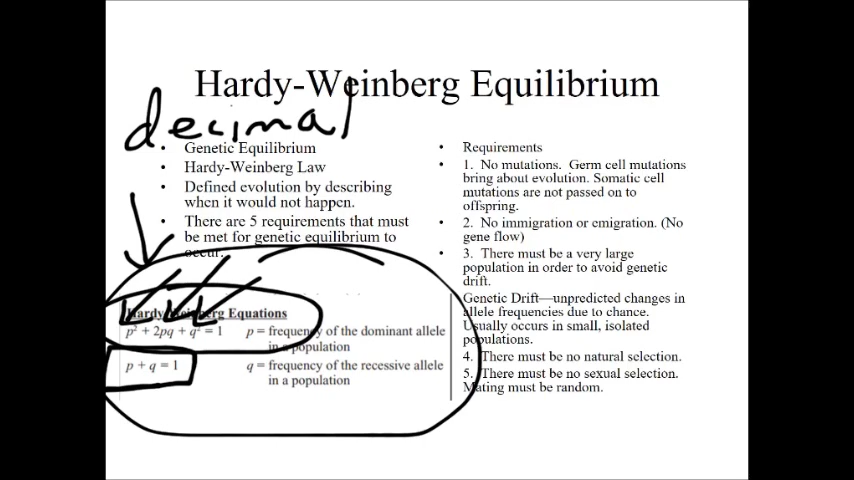 Hardy-Weinberg Equilibrium
decimal
• Genetic Equilibrium
• Hardy-Weinberg Law
• Defined evolution by describing
when it would not happen.
• There are 5 requirements that must
be met for genetic equilibrium to
occur.
Hardy-Weinberg Equations
p² + 2pq + q² = 1 p = frequency of the dominant allele
in a population
p + q = 1 q = frequency of the recessive allele
in a population
• Requirements
• 1. No mutations. Germ cell mutations
bring about evolution. Somatic cell
mutations are not passed on to
offspring.
• 2. No immigration or emigration. (No
gene flow)
• 3. There must be a very large
population in order to avoid genetic
drift.
Genetic Drift—unpredicted changes in
allele frequencies due to chance.
Usually occurs in small, isolated
populations.
4. There must be no natural selection.
5. There must be no sexual selection.
Mating must be random.